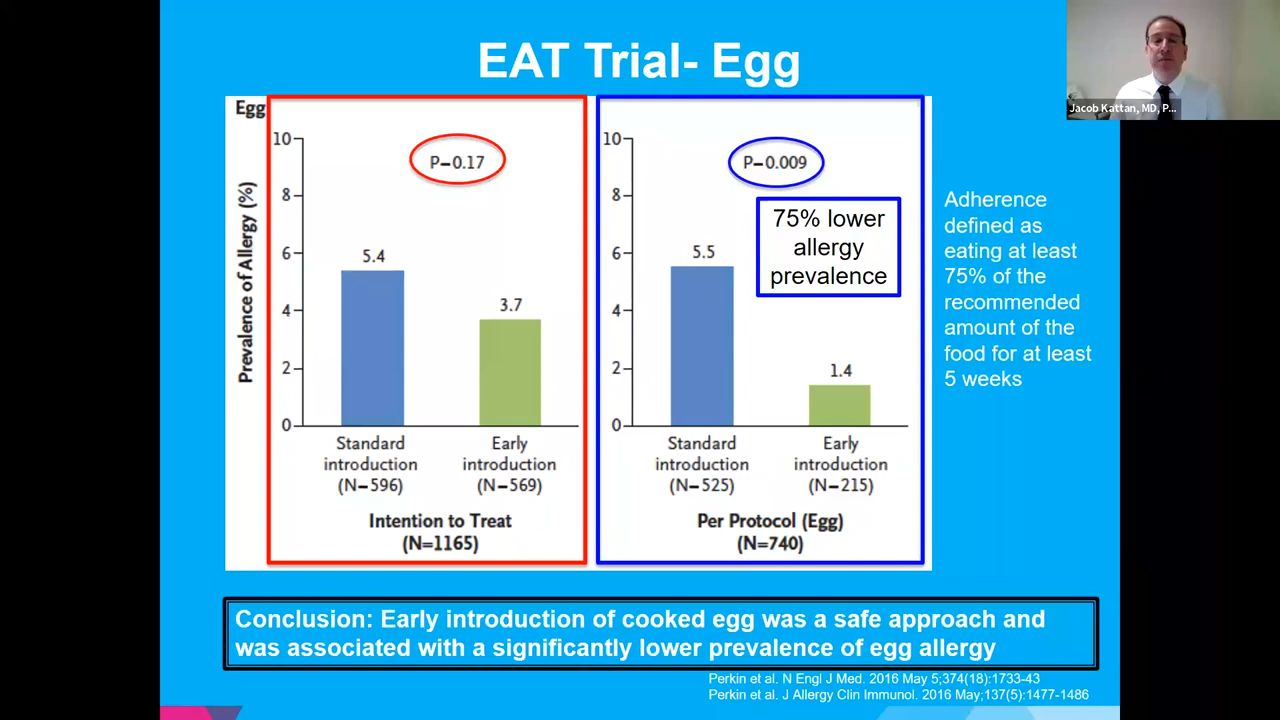 EAT Trial- Egg
Jacob Kattan, MD, P...
Egg
Prevalence of Allergy (%)
10
8
6
4
2
0
P=0.17
5.4
3.7
Standard
introduction
(N=596)
Early
introduction
(N=569)
Intention to Treat
(N=1165)
10
8
6
4
2
0
P=0.009
75% lower
allergy
prevalence
5.5
1.4
Standard
introduction
(N=525)
Early
introduction
(N=215)
Per Protocol (Egg)
(N=740)
Adherence
defined as
eating at least
75% of the
recommended
amount of the
food for at least
5 weeks
Conclusion: Early introduction of cooked egg was a safe approach and
was associated with a significantly lower prevalence of egg allergy
Perkin et al. N Engl J Med. 2016 May 5;374(18):1733-43
Perkin et al. J Allergy Clin Immunol. 2016 May;137(5):1477-1486